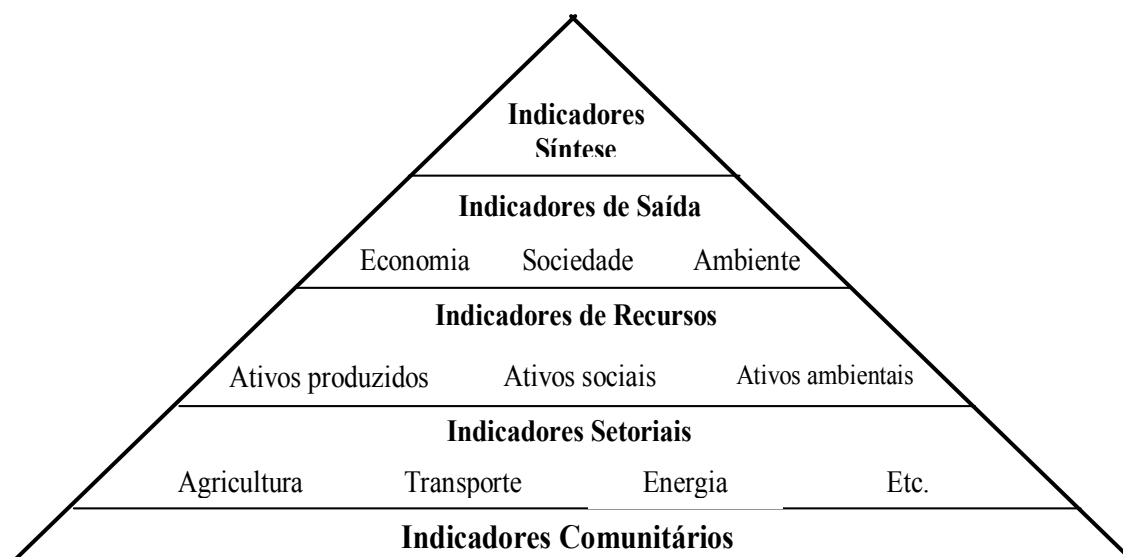 Indicadores
Síntese
Indicadores de Saída
Economia Sociedade Ambiente
Indicadores de Recursos
Ativos produzidos Ativos sociais Ativos ambientais
Indicadores Setoriais
Agricultura Transporte Energia Etc.
Indicadores Comunitários